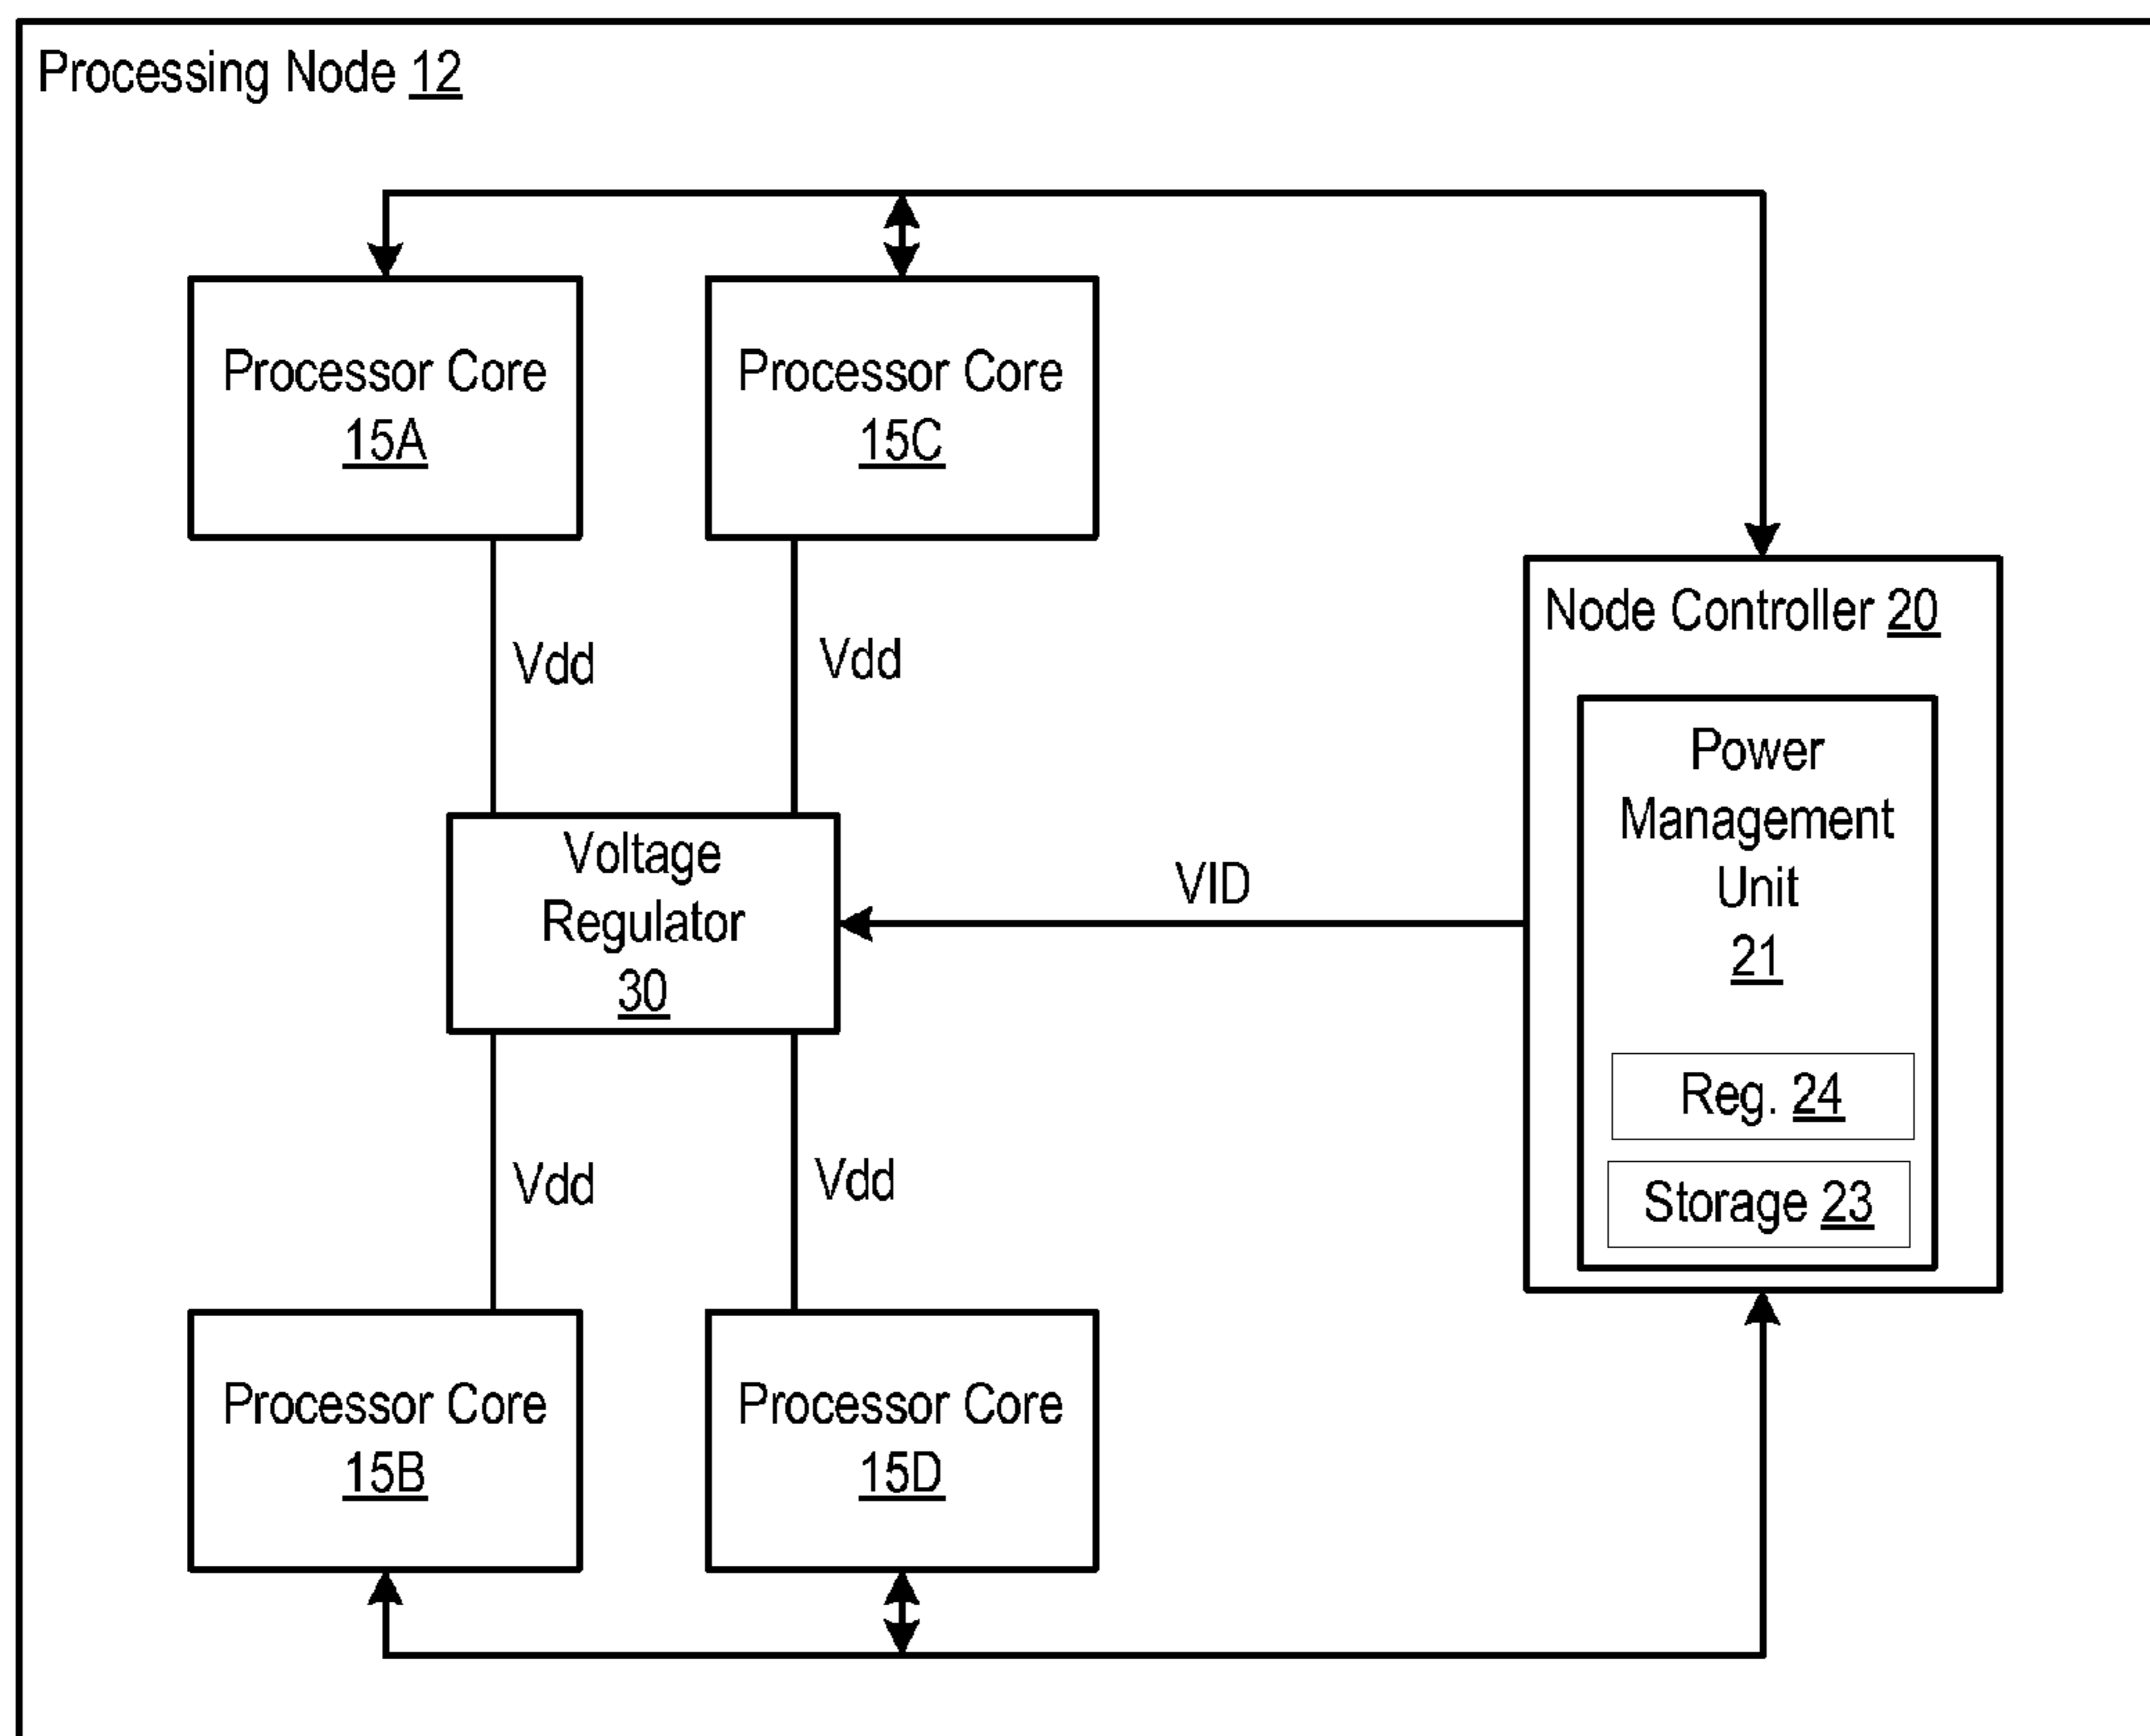 Processing Node 12
Processor Core
15A
Processor Core
15C
Node Controller 20
Vdd
Vdd
Power
Management
Unit
21
Voltage
Regulator
30
VID
Reg. 24
Storage 23
Vdd
Vdd
Processor Core
15B
Processor Core
15D